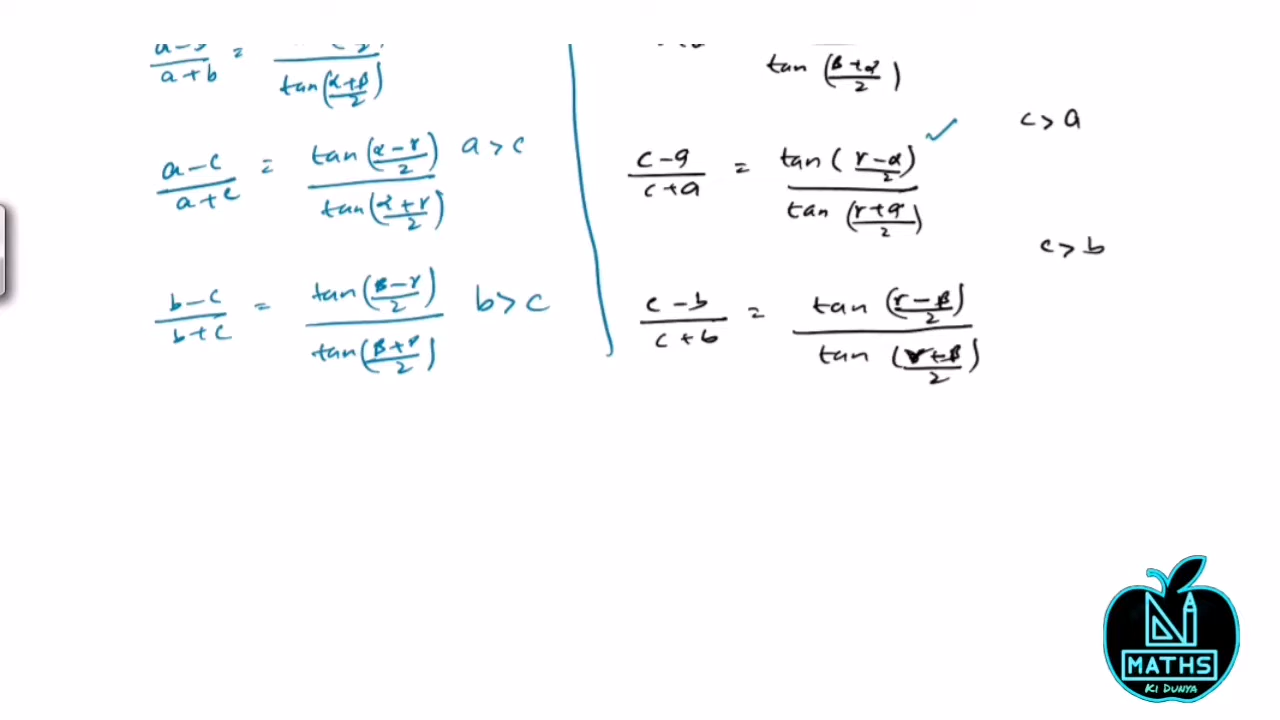 a-b/a+b = tan(α+β/2)
a-c/a+c = tan(α-γ/2)/tan(α+γ/2) a>c
b-c/b+c = tan(β-γ/2)/tan(β+γ/2) b>c
tan(β+α/2)
c>a
c-a/c+a = tan(γ-α/2)/tan(γ+α/2) ✓
c>b
c-b/c+b = tan(γ-β/2)/tan(γ+β/2)
MATHS
KI DUNYA